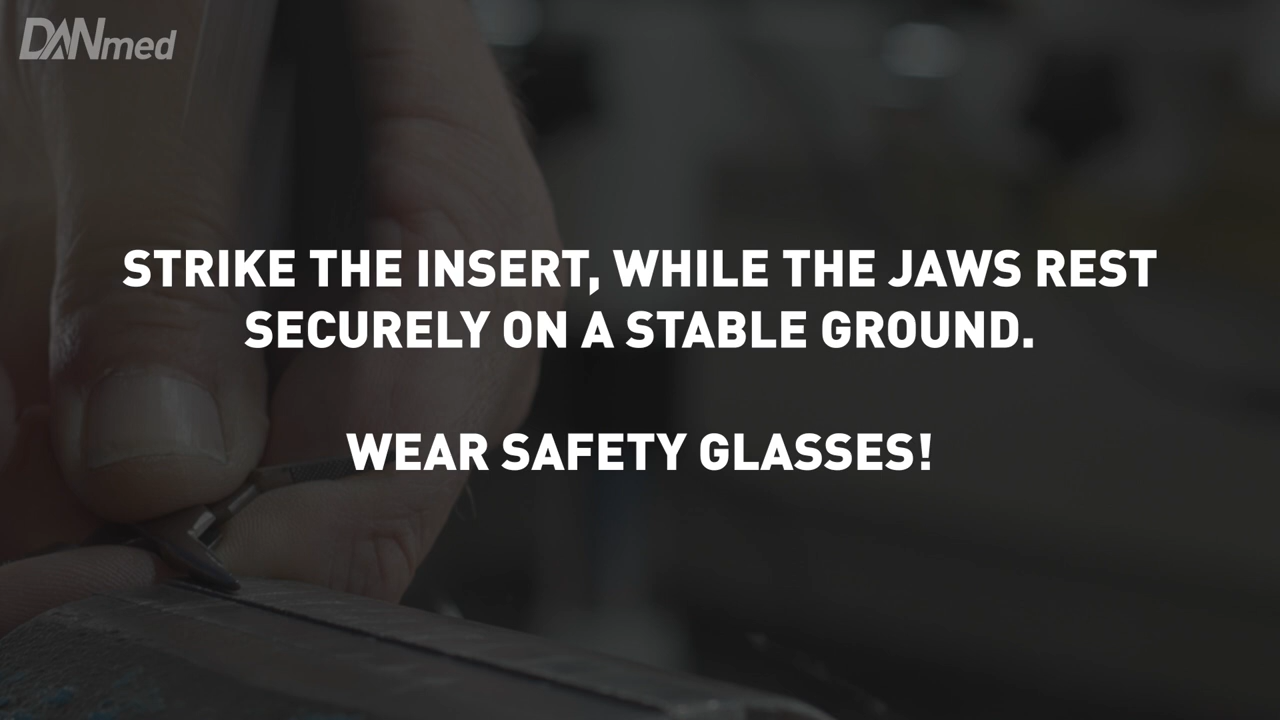 DANmed
STRIKE THE INSERT, WHILE THE JAWS REST
SECURELY ON A STABLE GROUND.
WEAR SAFETY GLASSES!